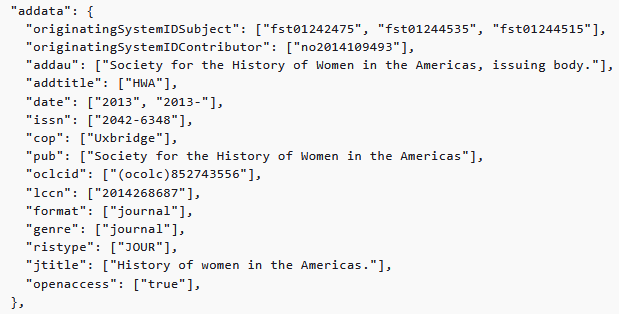 "addata": {
"originatingSystemIDSubject": ["fst01242475", "fst01244535", "fst01244515"],
"originatingSystemIDContributor": ["no2014109493"],
"addau": ["Society for the History of Women in the Americas, issuing body."],
"addtitle": ["HWA"],
"date": ["2013", "2013-"],
"issn": ["2042-6348"],
"cop": ["Uxbridge"],
"pub": ["Society for the History of Women in the Americas"],
"oclcid": ["(ocolc)852743556"],
"lccn": ["2014268687"],
"format": ["journal"],
"genre": ["journal"],
"ristype": ["JOUR"],
"jtitle": ["History of women in the Americas."],
"openaccess": ["true"],
},